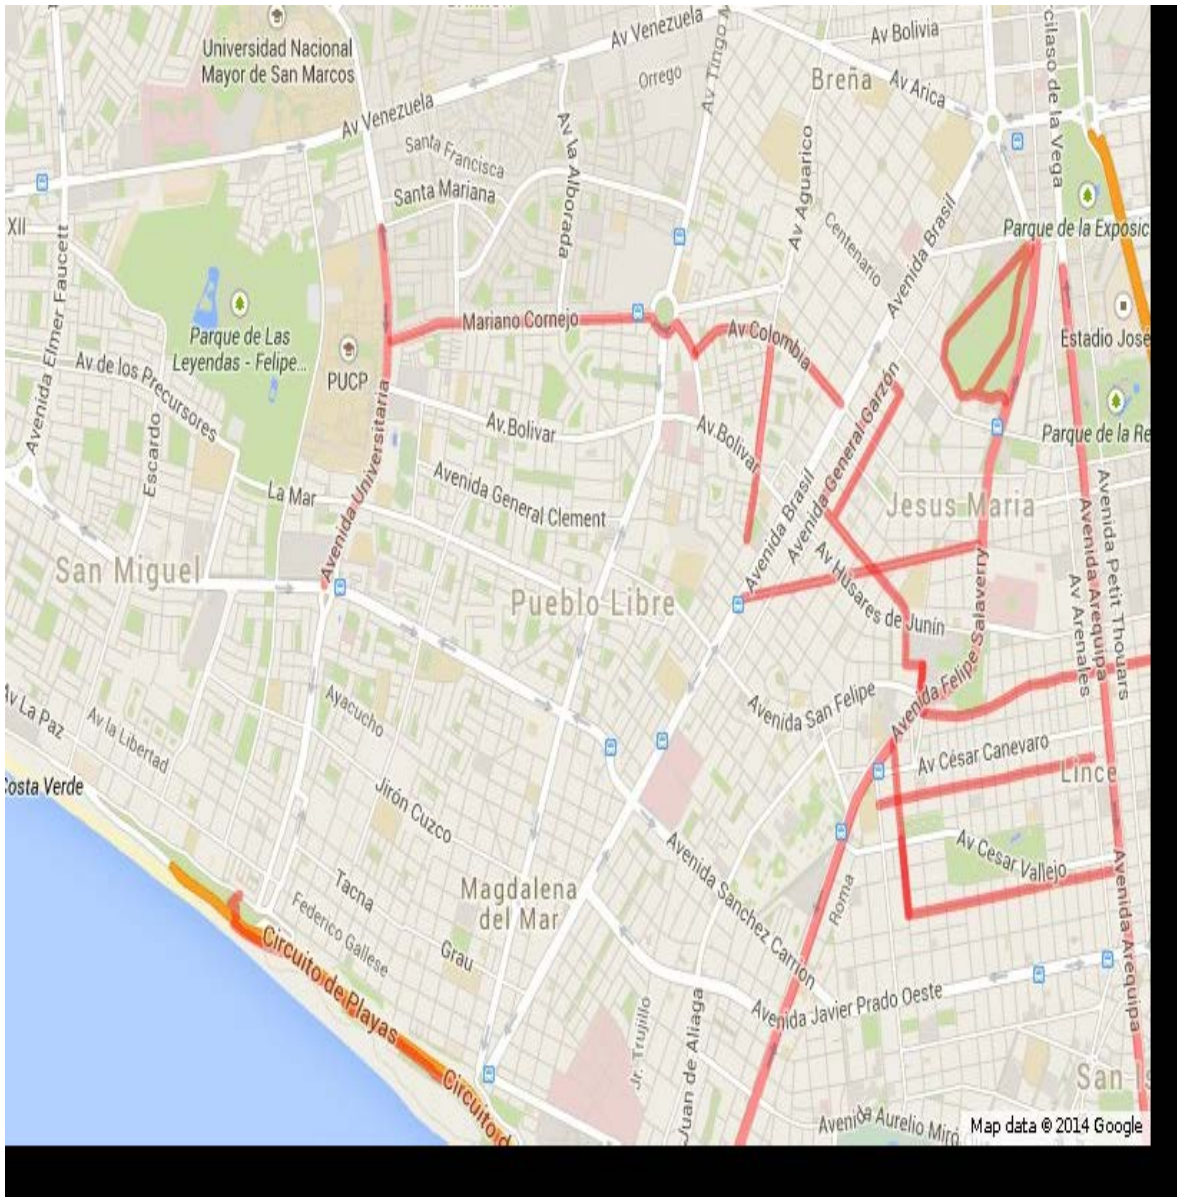 Universidad Nacional
Mayor de San Marcos
Av Venezuela
Av Venezuela
Orrego
Av Tingo M
Av Bolivia
Breña
Av Arica
rcilaso de la Vega
Santa Francisca
Santa Mariana
Av la Alborada
Av Aguarico
Centenario
Avenida Brasil
Parque de la Exposic
XII
Avenida Elmer Faucett
Parque de Las
Leyendas - Felipe...
PUCP
Mariano Cornejo
Av Colombia
Estadio José
Av de los Precursores
Escardo
Av.Bolivar
Av.Bolivar
Avenida General Garzón
Parque de la Re
La Mar
Avenida Universitaria
Avenida General Clement
Avenida Brasil
Jesus Maria
Avenida Petit Thouars
Avenida Arequipa
Av Arenales
San Miguel
Pueblo Libre
Av Húsares de Junín
Avenida Felipe Salaverry
Avenida San Felipe
Av La Paz
Av la Libertad
Ayacucho
Av César Canevaro
Lince
Costa Verde
Jirón Cuzco
Av César Vallejo
Avenida Arequipa
Tacna
Federico Gallese
Magdalena
del Mar
Avenida Sanchez Carrion
Roma
Grau
Circuito de Playas
Circuito d
Jr. Trujillo
Juan de Aliaga
Avenida Javier Prado Oeste
San Is
Avenida Aurelio Miró
Map data © 2014 Google